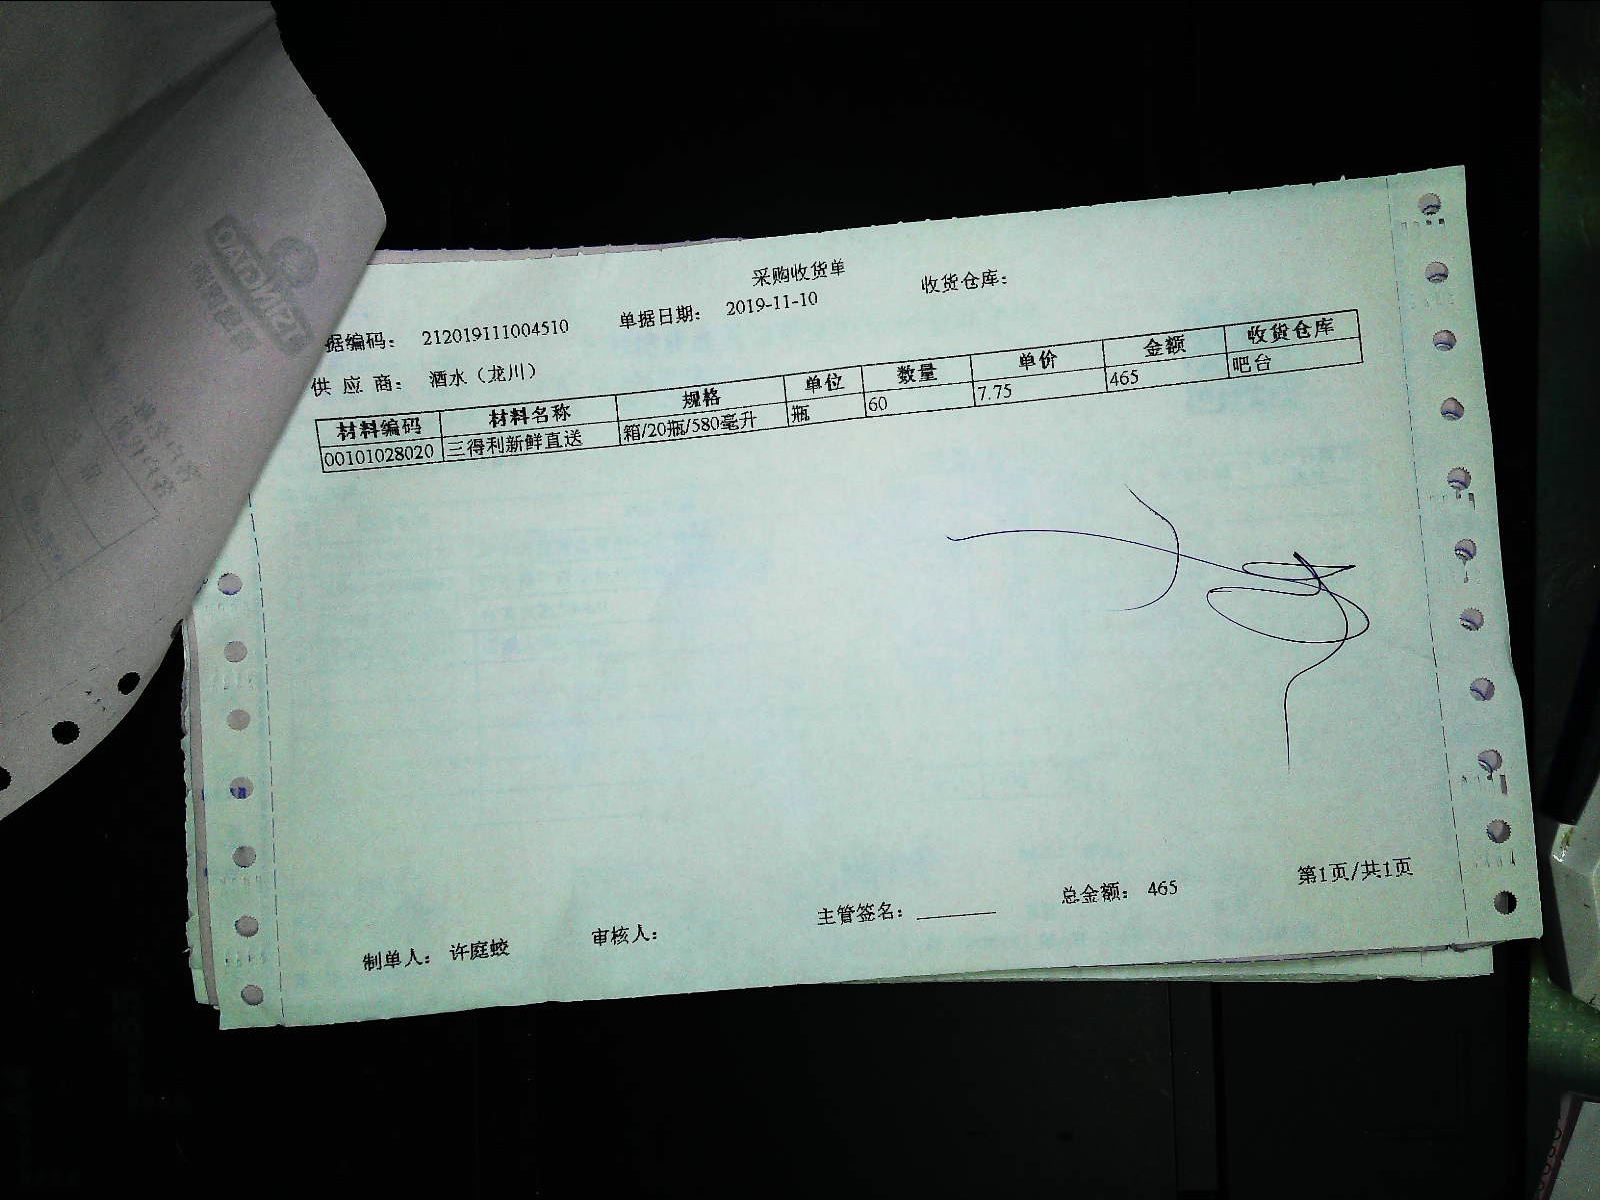 采购收货单
据编码： 212019111004510 单据日期： 2019-11-10 收货仓库：
供 应 商： 酒水（龙川）
材料编码 材料名称 规格 单位 数量 单价 金额 收货仓库
00101028020 三得利新鲜直送 箱/20瓶/580毫升 瓶 60 7.75 465 吧台
制单人： 许庭蛟 审核人： 主管签名： 总金额： 465 第1页/共1页